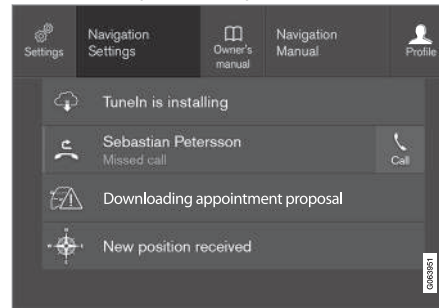 Settings
Navigation Settings
Owner's manual
Navigation Manual
Profile
TuneIn is installing
Sebastian Petersson
Missed call
Call
Downloading appointment proposal
New position received
G063951